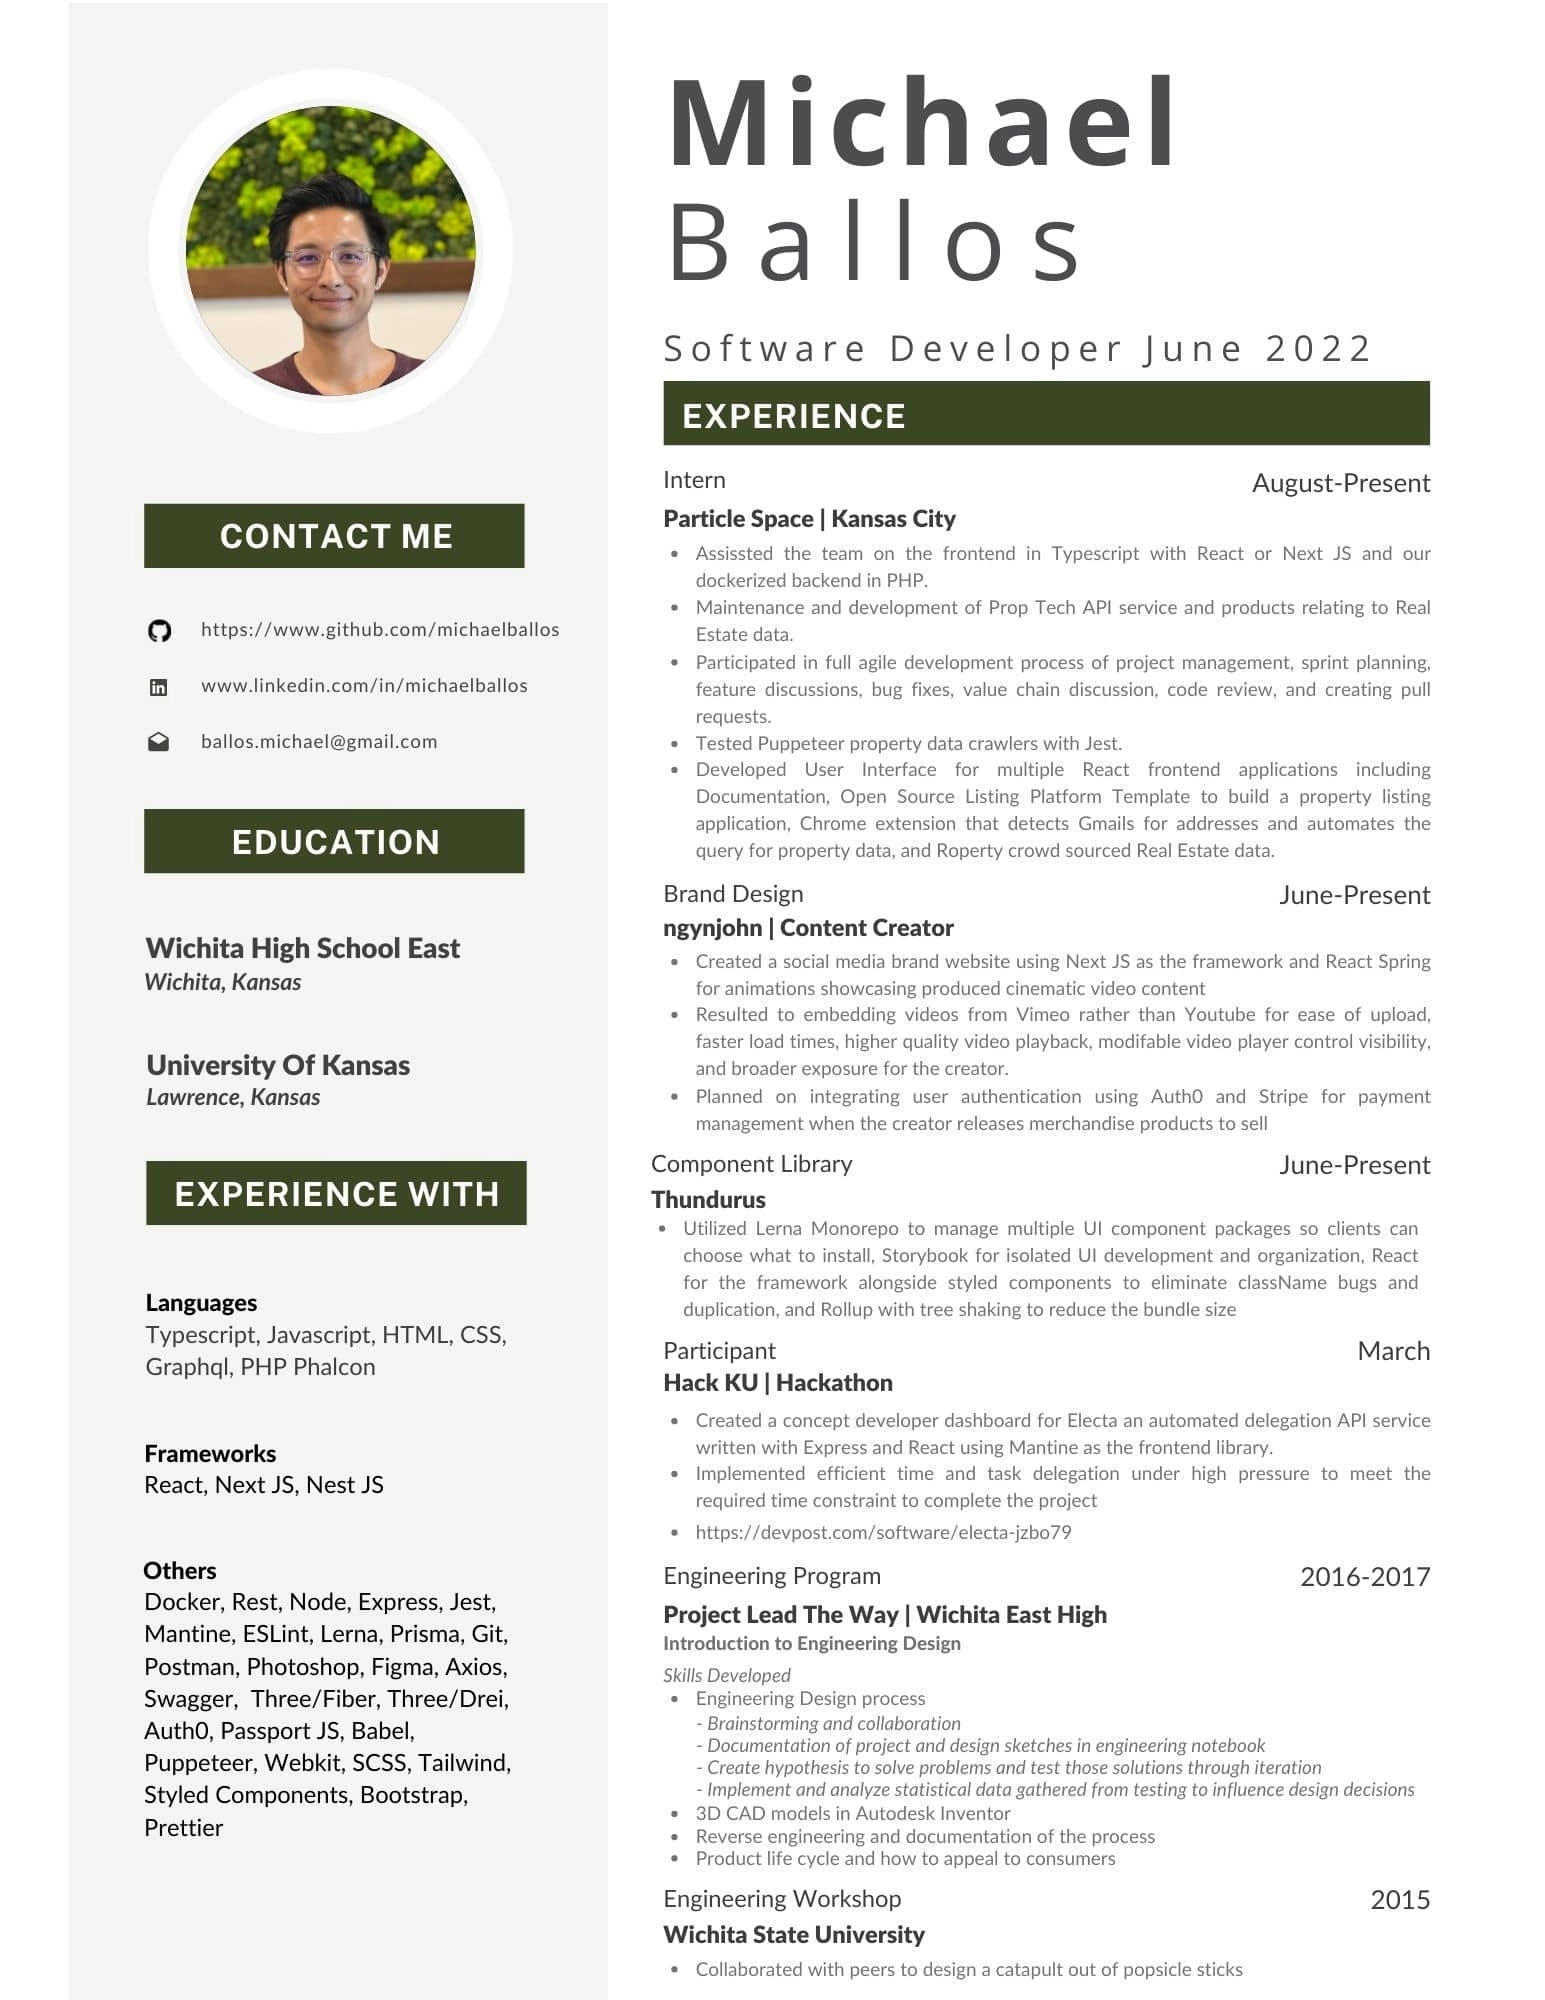 Michael
Ballos
Software Developer June 2022
CONTACT ME
https://www.github.com/michaelballos
www.linkedin.com/in/michaelballos
ballos.michael@gmail.com
EDUCATION
Wichita High School East
Wichita, Kansas
University Of Kansas
Lawrence, Kansas
EXPERIENCE WITH
Languages
Typescript, Javascript, HTML, CSS,
Graphql, PHP Phalcon
Frameworks
React, Next JS, Nest JS
Others
Docker, Rest, Node, Express, Jest,
Mantine, ESLint, Lerna, Prisma, Git,
Postman, Photoshop, Figma, Axios,
Swagger,  Three/Fiber, Three/Drei,
Auth0, Passport JS, Babel,
Puppeteer, Webkit, SCSS, Tailwind,
Styled Components, Bootstrap,
Prettier
EXPERIENCE
Intern August-Present
Particle Space | Kansas City
• Assissted the team on the frontend in Typescript with React or Next JS and our
dockerized backend in PHP.
• Maintenance and development of Prop Tech API service and products relating to Real
Estate data.
• Participated in full agile development process of project management, sprint planning,
feature discussions, bug fixes, value chain discussion, code review, and creating pull
requests.
• Tested Puppeteer property data crawlers with Jest.
• Developed User Interface for multiple React frontend applications including
Documentation, Open Source Listing Platform Template to build a property listing
application, Chrome extension that detects Gmails for addresses and automates the
query for property data, and Roperty crowd sourced Real Estate data.
Brand Design June-Present
ngynjohn | Content Creator
• Created a social media brand website using Next JS as the framework and React Spring
for animations showcasing produced cinematic video content
• Resulted to embedding videos from Vimeo rather than Youtube for ease of upload,
faster load times, higher quality video playback, modifable video player control visibility,
and broader exposure for the creator.
• Planned on integrating user authentication using Auth0 and Stripe for payment
management when the creator releases merchandise products to sell
Component Library June-Present
Thundurus
• Utilized Lerna Monorepo to manage multiple UI component packages so clients can
choose what to install, Storybook for isolated UI development and organization, React
for the framework alongside styled components to eliminate className bugs and
duplication, and Rollup with tree shaking to reduce the bundle size
Participant March
Hack KU | Hackathon
• Created a concept developer dashboard for Electa an automated delegation API service
written with Express and React using Mantine as the frontend library.
• Implemented efficient time and task delegation under high pressure to meet the
required time constraint to complete the project
• https://devpost.com/software/electa-jzbo79
Engineering Program 2016-2017
Project Lead The Way | Wichita East High
Introduction to Engineering Design
Skills Developed
• Engineering Design process
- Brainstorming and collaboration
- Documentation of project and design sketches in engineering notebook
- Create hypothesis to solve problems and test those solutions through iteration
- Implement and analyze statistical data gathered from testing to influence design decisions
• 3D CAD models in Autodesk Inventor
• Reverse engineering and documentation of the process
• Product life cycle and how to appeal to consumers
Engineering Workshop 2015
Wichita State University
• Collaborated with peers to design a catapult out of popsicle sticks